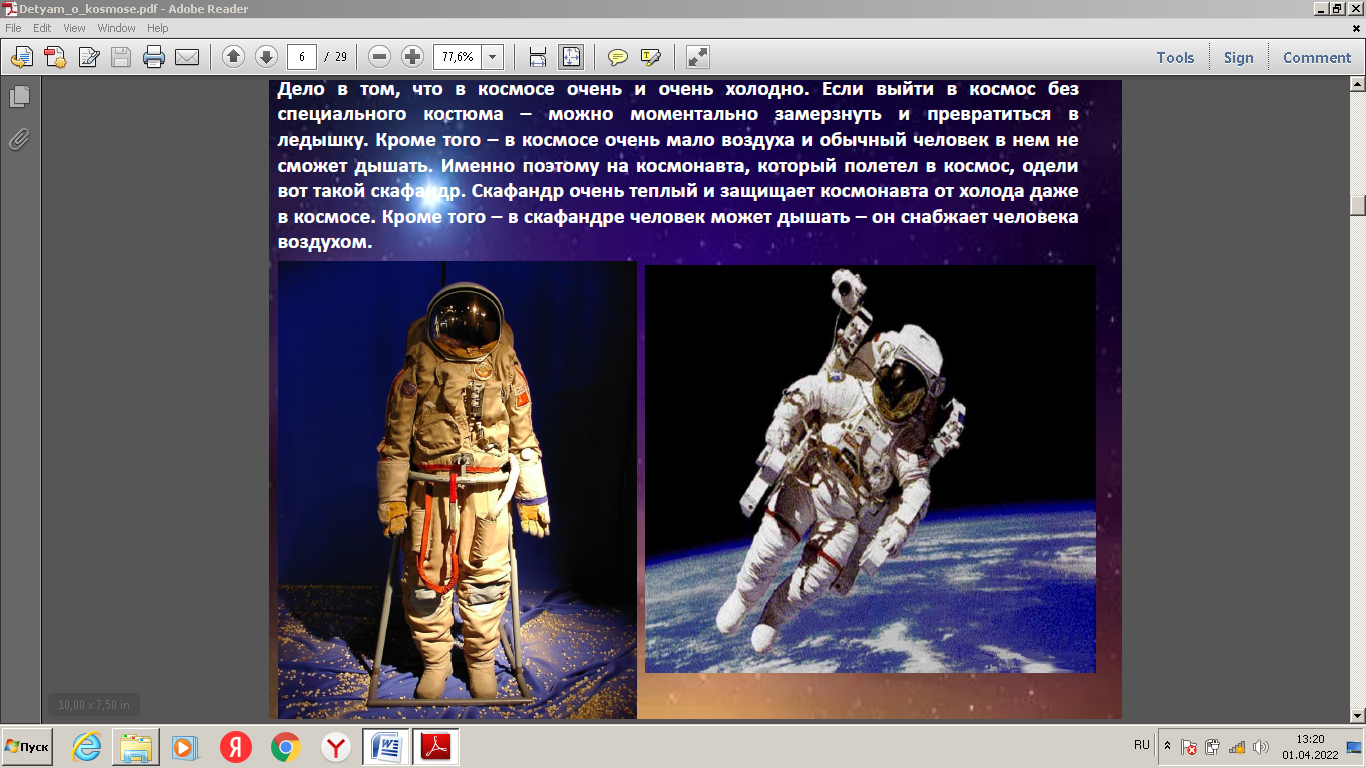 Detyam_o_kosmose.pdf - Adobe Reader
File Edit View Window Help
6 / 29 77,6% Tools Sign Comment
Дело в том, что в космосе очень и очень холодно. Если выйти в космос без
специального костюма – можно моментально замерзнуть и превратиться в
ледышку. Кроме того – в космосе очень мало воздуха и обычный человек в нем не
сможет дышать. Именно поэтому на космонавта, который полетел в космос, одели
вот такой скафандр. Скафандр очень теплый и защищает космонавта от холода даже
в космосе. Кроме того – в скафандре человек может дышать – он снабжает человека
воздухом.
10,00 x 7,50 in
Пуск
RU
13:20
01.04.2022